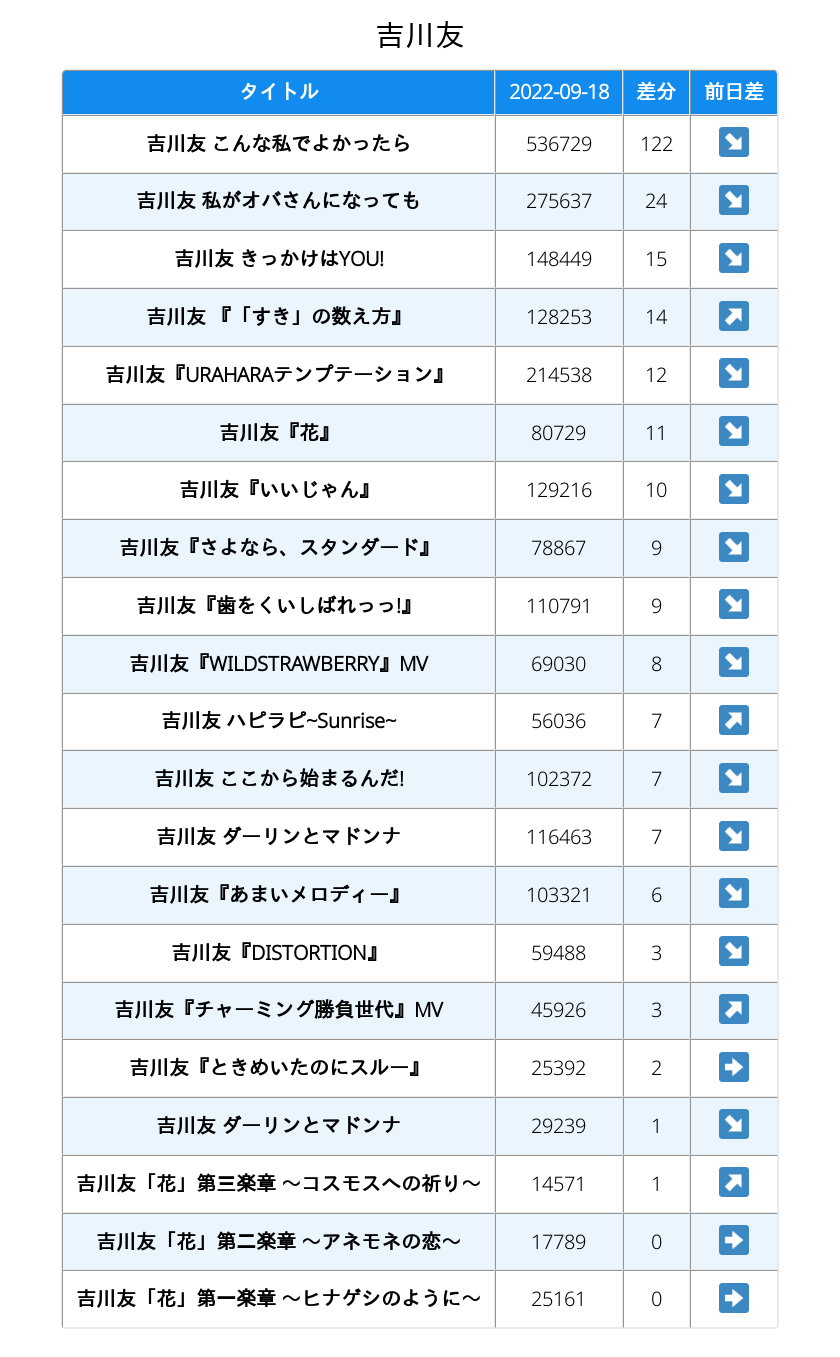 吉川友
タイトル 2022-09-18 差分 前日差
吉川友 こんな私でよかったら 536729 122 ↘
吉川友 私がオバさんになっても 275637 24 ↘
吉川友 きっかけはYOU! 148449 15 ↘
吉川友 『「すき」の数え方』 128253 14 ↗
吉川友『URAHARAテンプテーション』 214538 12 ↘
吉川友『花』 80729 11 ↘
吉川友『いいじゃん』 129216 10 ↘
吉川友『さよなら、スタンダード』 78867 9 ↘
吉川友『歯をくいしばれっっ!』 110791 9 ↘
吉川友『WILDSTRAWBERRY』MV 69030 8 ↘
吉川友 ハピラピ~Sunrise~ 56036 7 ↗
吉川友 ここから始まるんだ! 102372 7 ↘
吉川友 ダーリンとマドンナ 116463 7 ↘
吉川友『あまいメロディー』 103321 6 ↘
吉川友『DISTORTION』 59488 3 ↘
吉川友『チャーミング勝負世代』MV 45926 3 ↗
吉川友『ときめいたのにスルー』 25392 2 ➡
吉川友 ダーリンとマドンナ 29239 1 ↘
吉川友「花」第三楽章 ～コスモスへの祈り～ 14571 1 ↗
吉川友「花」第二楽章 ～アネモネの恋～ 17789 0 ➡
吉川友「花」第一楽章 ～ヒナゲシのように～ 25161 0 ➡